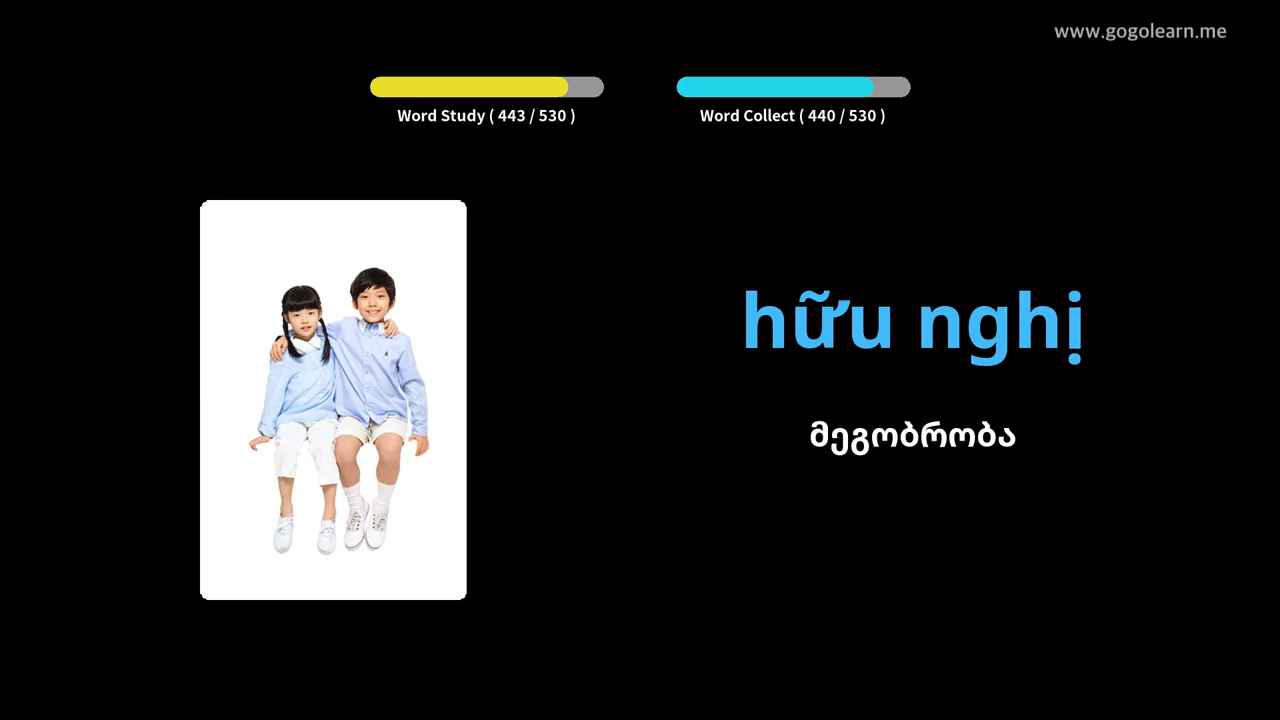 www.gogolearn.me
Word Study ( 443 / 530 )
Word Collect ( 440 / 530 )
hữu nghị
მეგობრობა